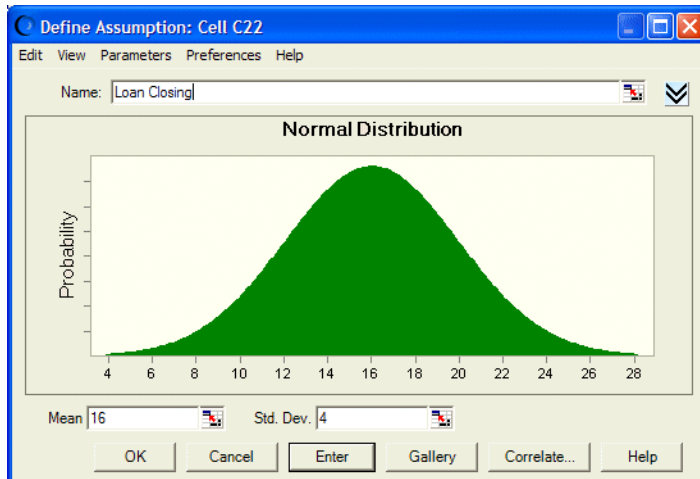 Define Assumption: Cell C22
Edit View Parameters Preferences Help
Name: Loan Closing
Normal Distribution
Probability
4 6 8 10 12 14 16 18 20 22 24 26 28
Mean 16 Std. Dev. 4
OK Cancel Enter Gallery Correlate... Help